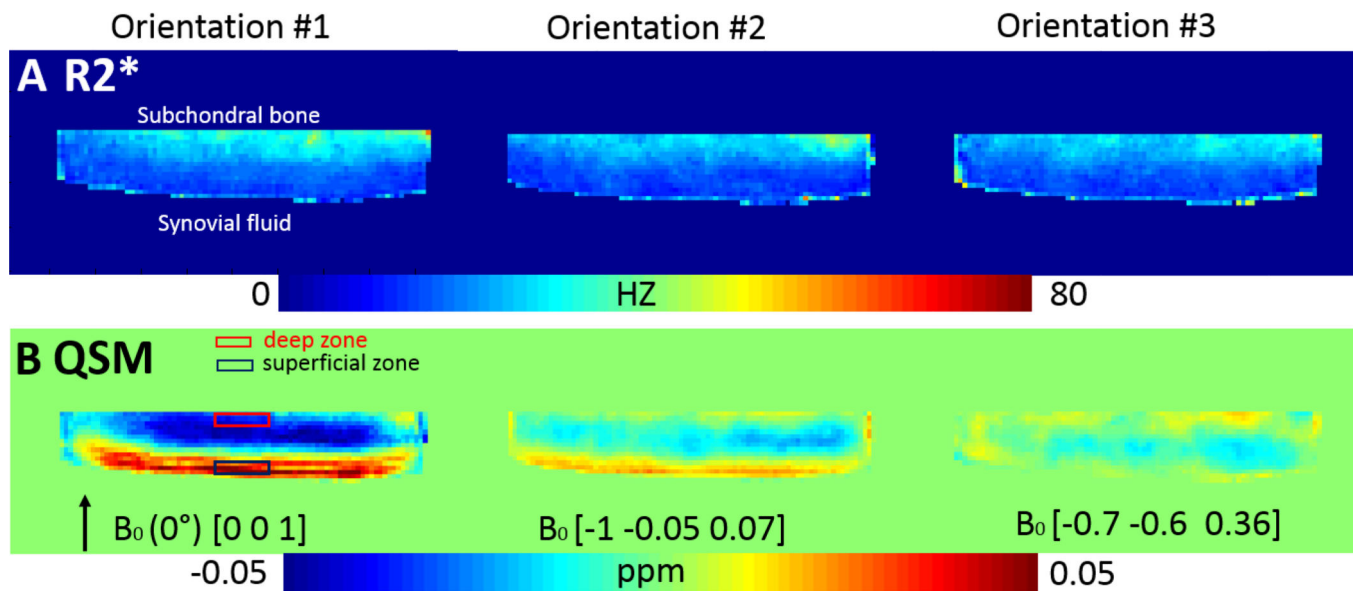 Orientation #1 Orientation #2 Orientation #3
A R2*
Subchondral bone
Synovial fluid
0 HZ 80
B QSM
deep zone
superficial zone
B₀ (0°) [0 0 1] B₀ [-1 -0.05 0.07] B₀ [-0.7 -0.6 0.36]
-0.05 ppm 0.05